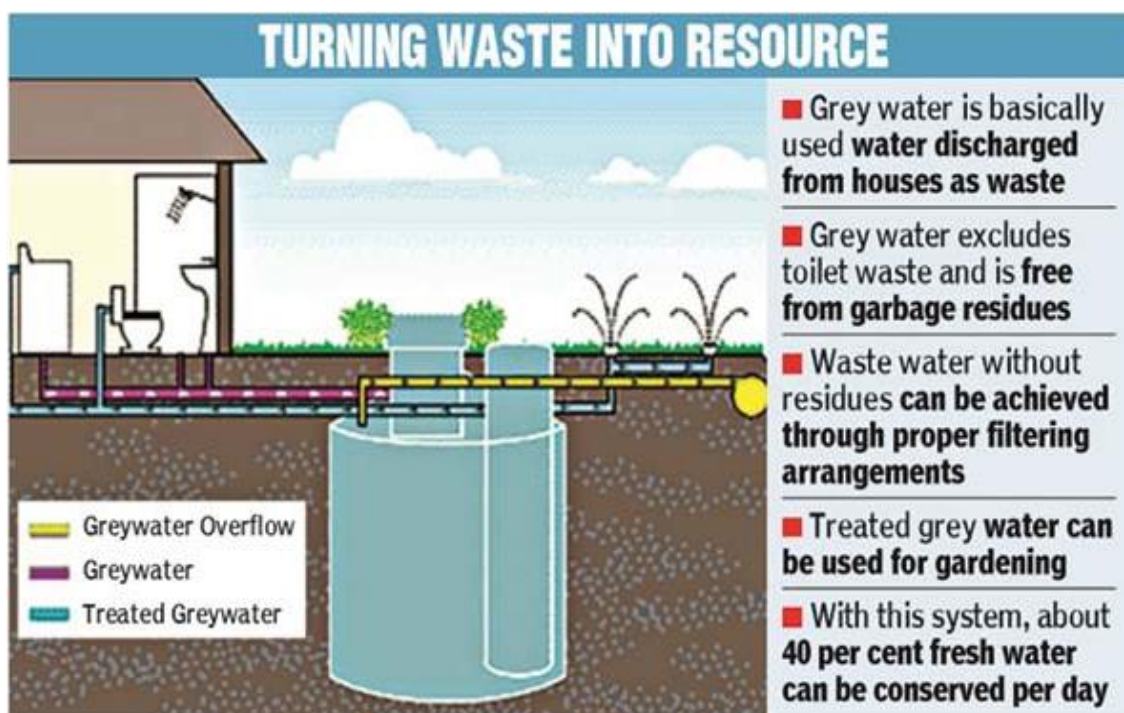 TURNING WASTE INTO RESOURCE
Grey water is basically
used water discharged
from houses as waste
Grey water excludes
toilet waste and is free
from garbage residues
Waste water without
residues can be achieved
through proper filtering
arrangements
Treated grey water can
be used for gardening
With this system, about
40 per cent fresh water
can be conserved per day
Greywater Overflow
Greywater
Treated Greywater